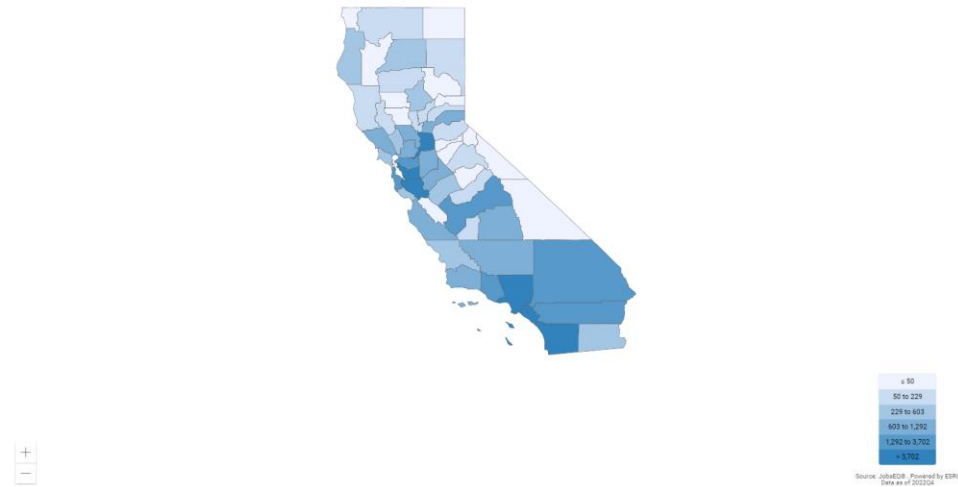 ≤ 50
50 to 229
229 to 603
603 to 1,292
1,292 to 3,702
> 3,702
+
−
Source: JobsEQ®, Powered by ESRI
Data as of 2022Q4